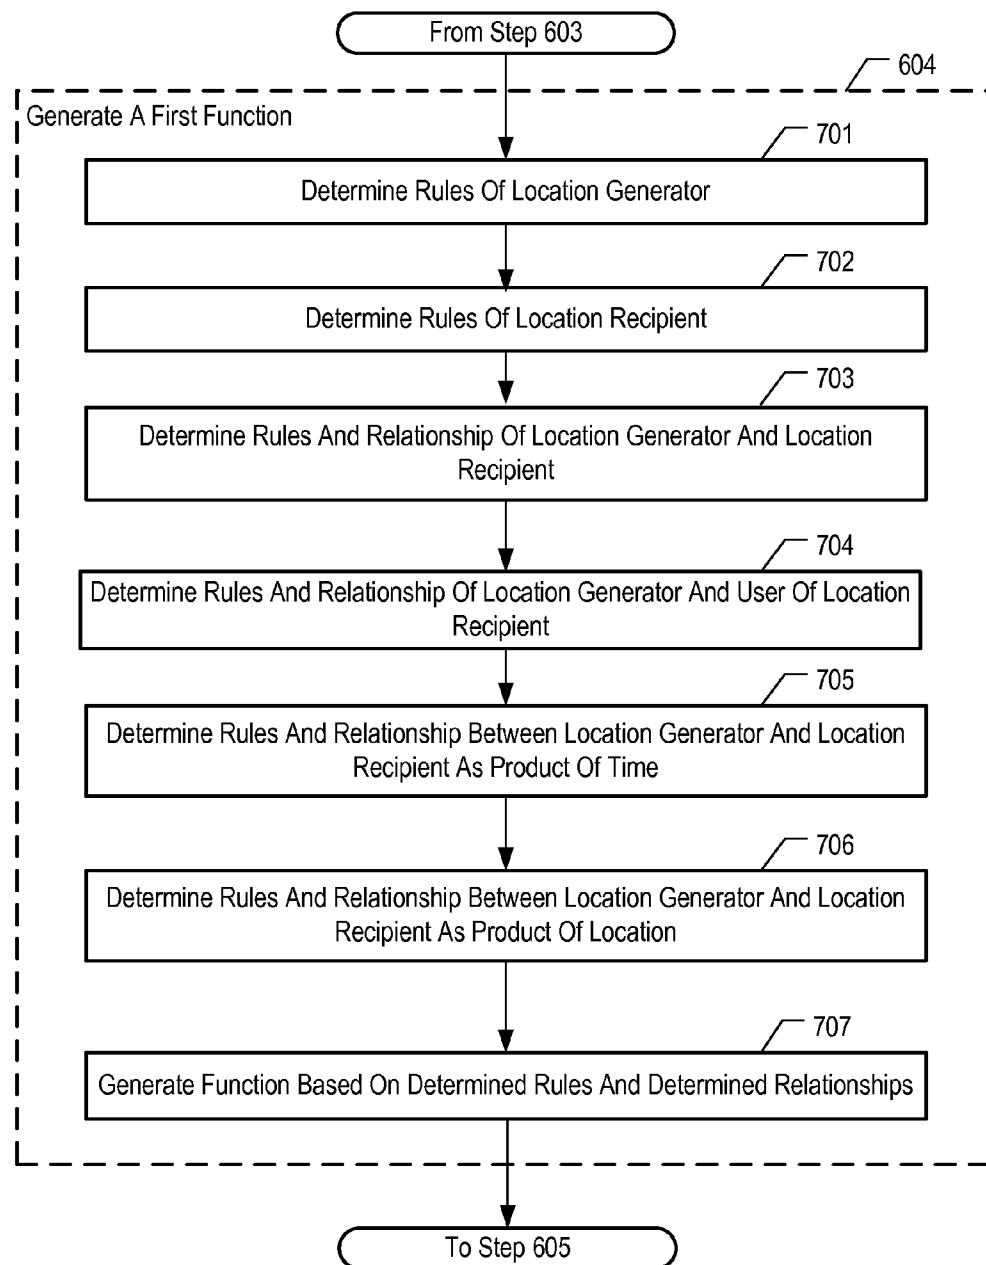 From Step 603
604
Generate A First Function
701
Determine Rules Of Location Generator
702
Determine Rules Of Location Recipient
703
Determine Rules And Relationship Of Location Generator And Location
Recipient
704
Determine Rules And Relationship Of Location Generator And User Of Location
Recipient
705
Determine Rules And Relationship Between Location Generator And Location
Recipient As Product Of Time
706
Determine Rules And Relationship Between Location Generator And Location
Recipient As Product Of Location
707
Generate Function Based On Determined Rules And Determined Relationships
To Step 605